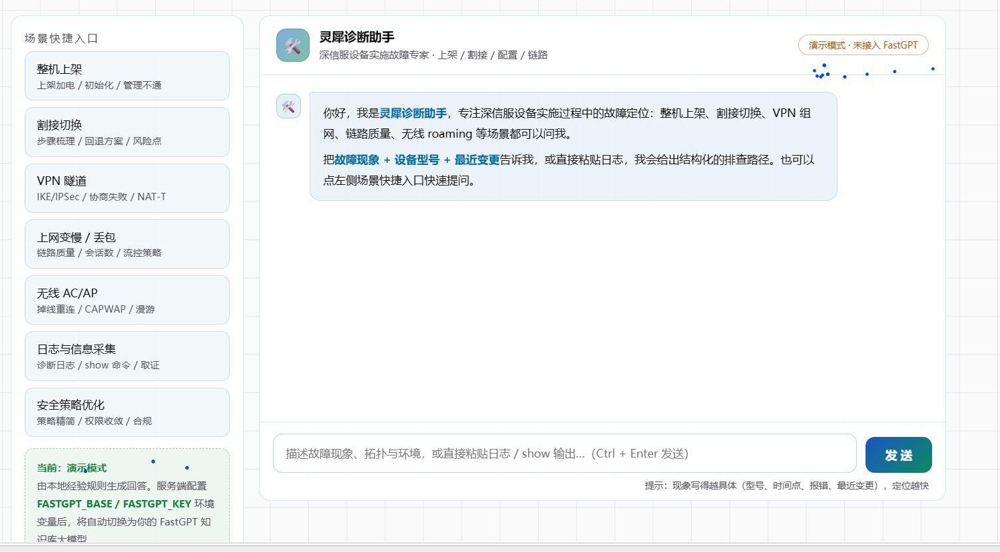 场景快捷入口
整机上架
上架加电 / 初始化 / 管理不通
割接切换
步骤梳理 / 回退方案 / 风险点
VPN 隧道
IKE/IPSec / 协商失败 / NAT-T
上网变慢 / 丢包
链路质量 / 会话数 / 流控策略
无线 AC/AP
掉线重连 / CAPWAP / 漫游
日志与信息采集
诊断日志 / show 命令 / 取证
安全策略优化
策略精简 / 权限收敛 / 合规
当前：演示模式
由本地经验规则生成回答。服务端配置
FASTGPT_BASE / FASTGPT_KEY 环境
变量后，将自动切换为你的 FastGPT 知
识库大模型
灵犀诊断助手
深信服设备实施故障专家 · 上架 / 割接 / 配置 / 链路
演示模式 · 未接入 FastGPT
你好，我是灵犀诊断助手，专注深信服设备实施过程中的故障定位：整机上架、割接切换、VPN 组
网、链路质量、无线 roaming 等场景都可以问我。
把故障现象 + 设备型号 + 最近变更告诉我，或直接粘贴日志，我会给出结构化的排查路径。也可以
点左侧场景快捷入口快速提问。
描述故障现象、拓扑与环境，或直接粘贴日志 / show 输出...（Ctrl + Enter 发送）
发送
提示：现象写得越具体（型号、时间点、报错、最近变更），定位越快